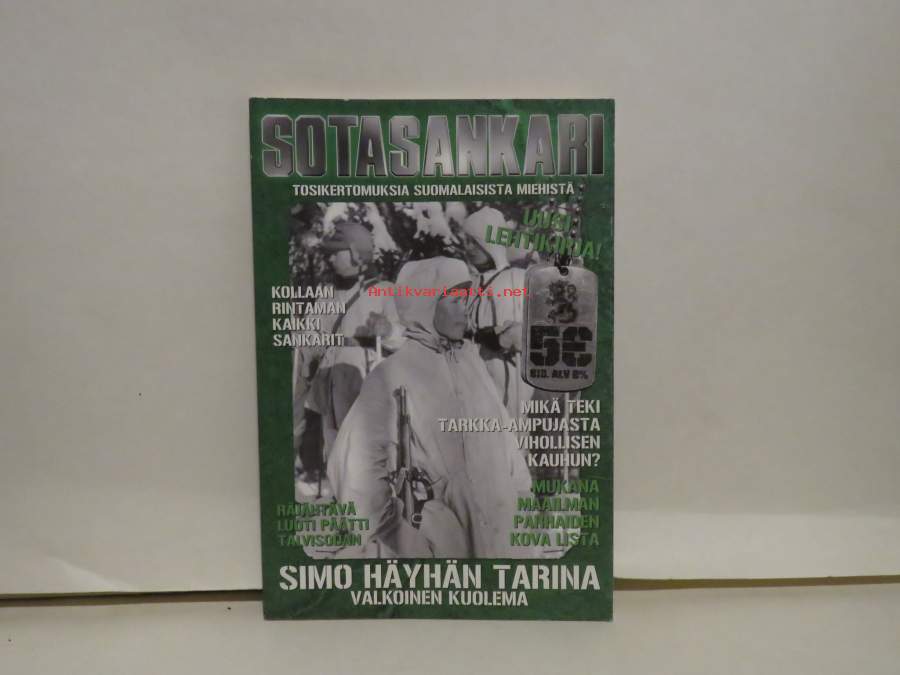 SOTASANKARI
TOSIKERTOMUKSIA SUOMALAISISTA MIEHISTÄ
UUSI
LEHTIKIRJA!
KOLLAAN
RINTAMAN
KAIKKI
SANKARIT
Antikvariaatti.net
5€
SIS. ALV 8%
MIKÄ TEKI
TARKKA-AMPUJASTA
VIHOLLISEN
KAUHUN?
RÄJÄHTÄVÄ
LUOTI PÄÄTTI
TALVISODAN
MUKANA
MAAILMAN
PARHAIDEN
KOVA LISTA
SIMO HÄYHÄN TARINA
VALKOINEN KUOLEMA